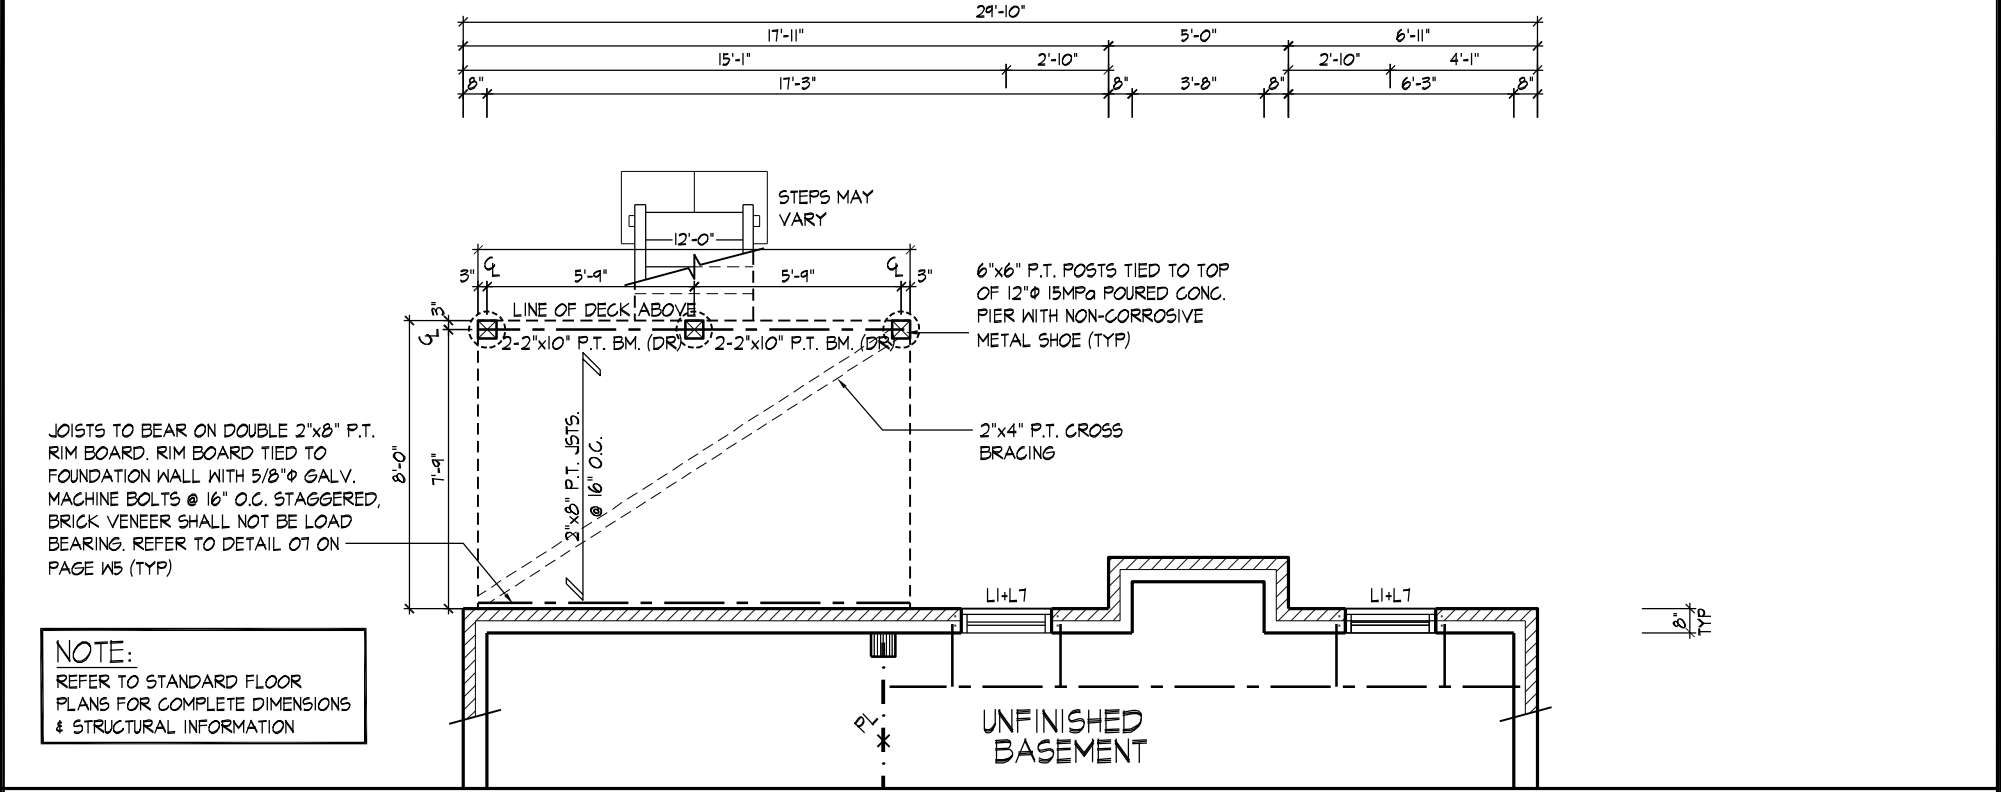 29'-10"
17'-11" 5'-0" 6'-11"
15'-1" 2'-10" 2'-10" 4'-1"
8" 17'-3" 8" 3'-8" 8" 6'-3" 8"
STEPS MAY
VARY
12'-0"
3" ℄ 5'-9" 5'-9" ℄ 3"
LINE OF DECK ABOVE
3"
℄
2-2"x10" P.T. BM. (DR) 2-2"x10" P.T. BM. (DR)
6"x6" P.T. POSTS TIED TO TOP
OF 12"Φ 15MPa POURED CONC.
PIER WITH NON-CORROSIVE
METAL SHOE (TYP)
2"x8" P.T. JSTS.
@ 16" O.C.
2"x4" P.T. CROSS
BRACING
8'-0"
7'-9"
JOISTS TO BEAR ON DOUBLE 2"x8" P.T.
RIM BOARD. RIM BOARD TIED TO
FOUNDATION WALL WITH 5/8"Φ GALV.
MACHINE BOLTS @ 16" O.C. STAGGERED,
BRICK VENEER SHALL NOT BE LOAD
BEARING. REFER TO DETAIL 07 ON
PAGE W5 (TYP)
L1+L7 L1+L7
8"
TYP
NOTE:
REFER TO STANDARD FLOOR
PLANS FOR COMPLETE DIMENSIONS
& STRUCTURAL INFORMATION
PL
UNFINISHED
BASEMENT